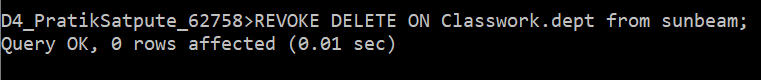 D4_PratikSatpute_62758>REVOKE DELETE ON Classwork.dept from sunbeam;
Query OK, 0 rows affected (0.01 sec)